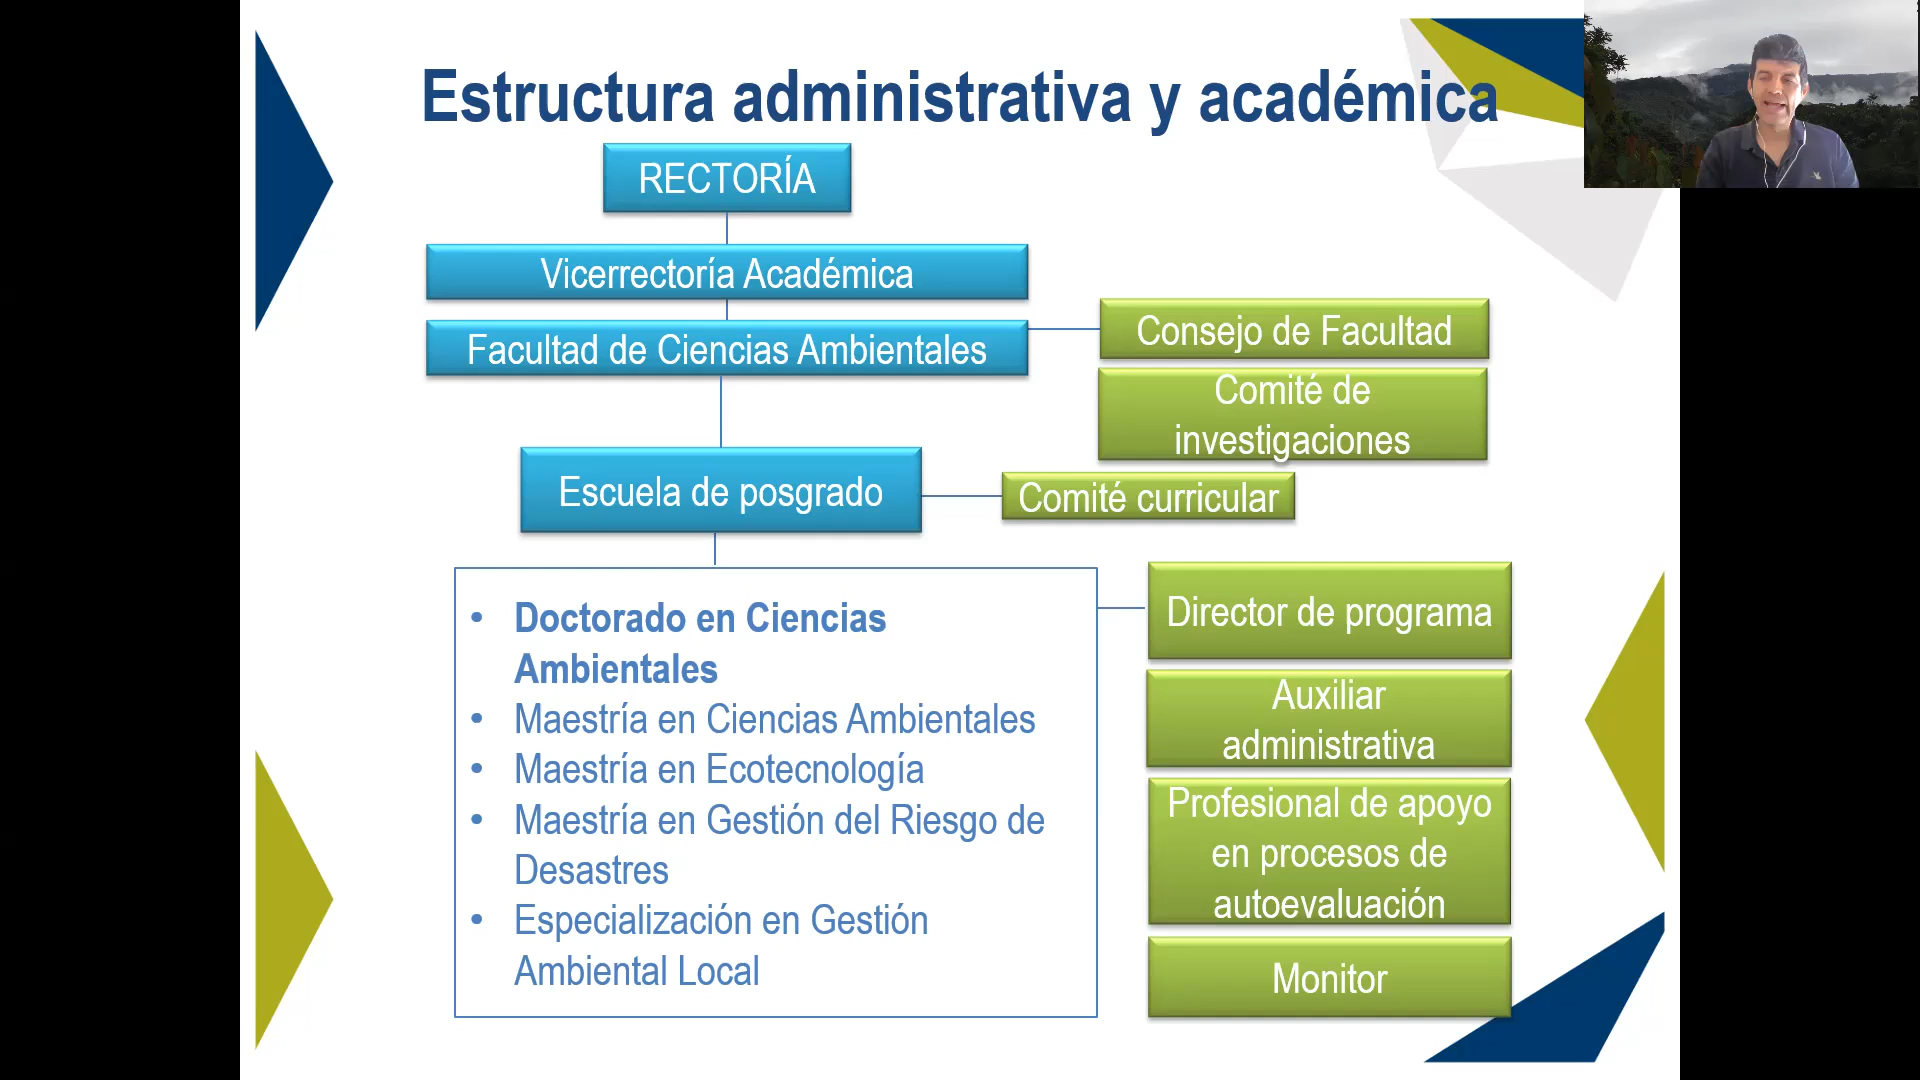 Estructura administrativa y académica
RECTORÍA
Vicerrectoría Académica
Facultad de Ciencias Ambientales
Consejo de Facultad
Comité de
investigaciones
Escuela de posgrado
Comité curricular
• Doctorado en Ciencias
Ambientales
• Maestría en Ciencias Ambientales
• Maestría en Ecotecnología
• Maestría en Gestión del Riesgo de
Desastres
• Especialización en Gestión
Ambiental Local
Director de programa
Auxiliar
administrativa
Profesional de apoyo
en procesos de
autoevaluación
Monitor